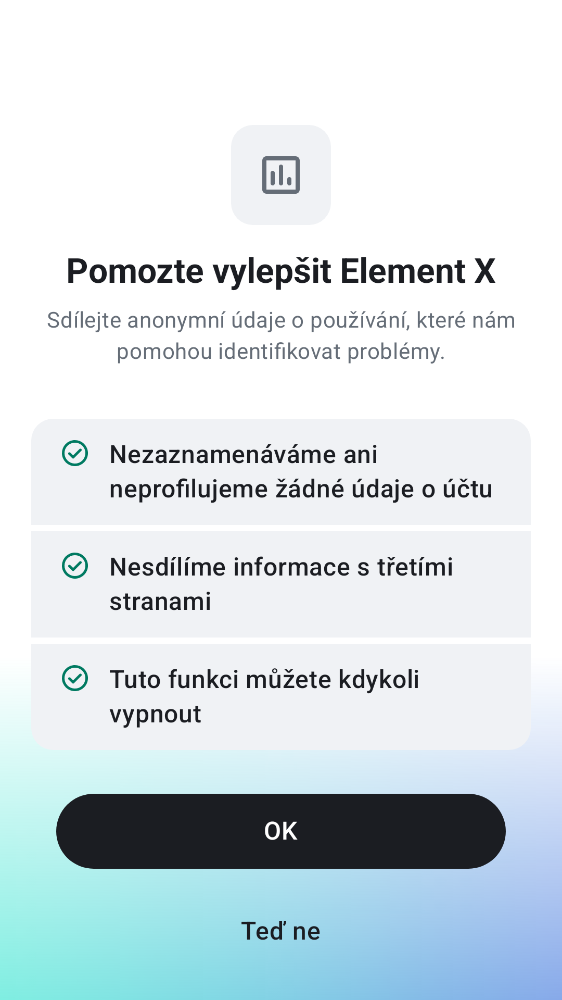 Pomozte vylepšit Element X
Sdílejte anonymní údaje o používání, které nám
pomohou identifikovat problémy.
Nezaznamenáváme ani
neprofilujeme žádné údaje o účtu
Nesdílíme informace s třetími
stranami
Tuto funkci můžete kdykoli
vypnout
OK
Teď ne